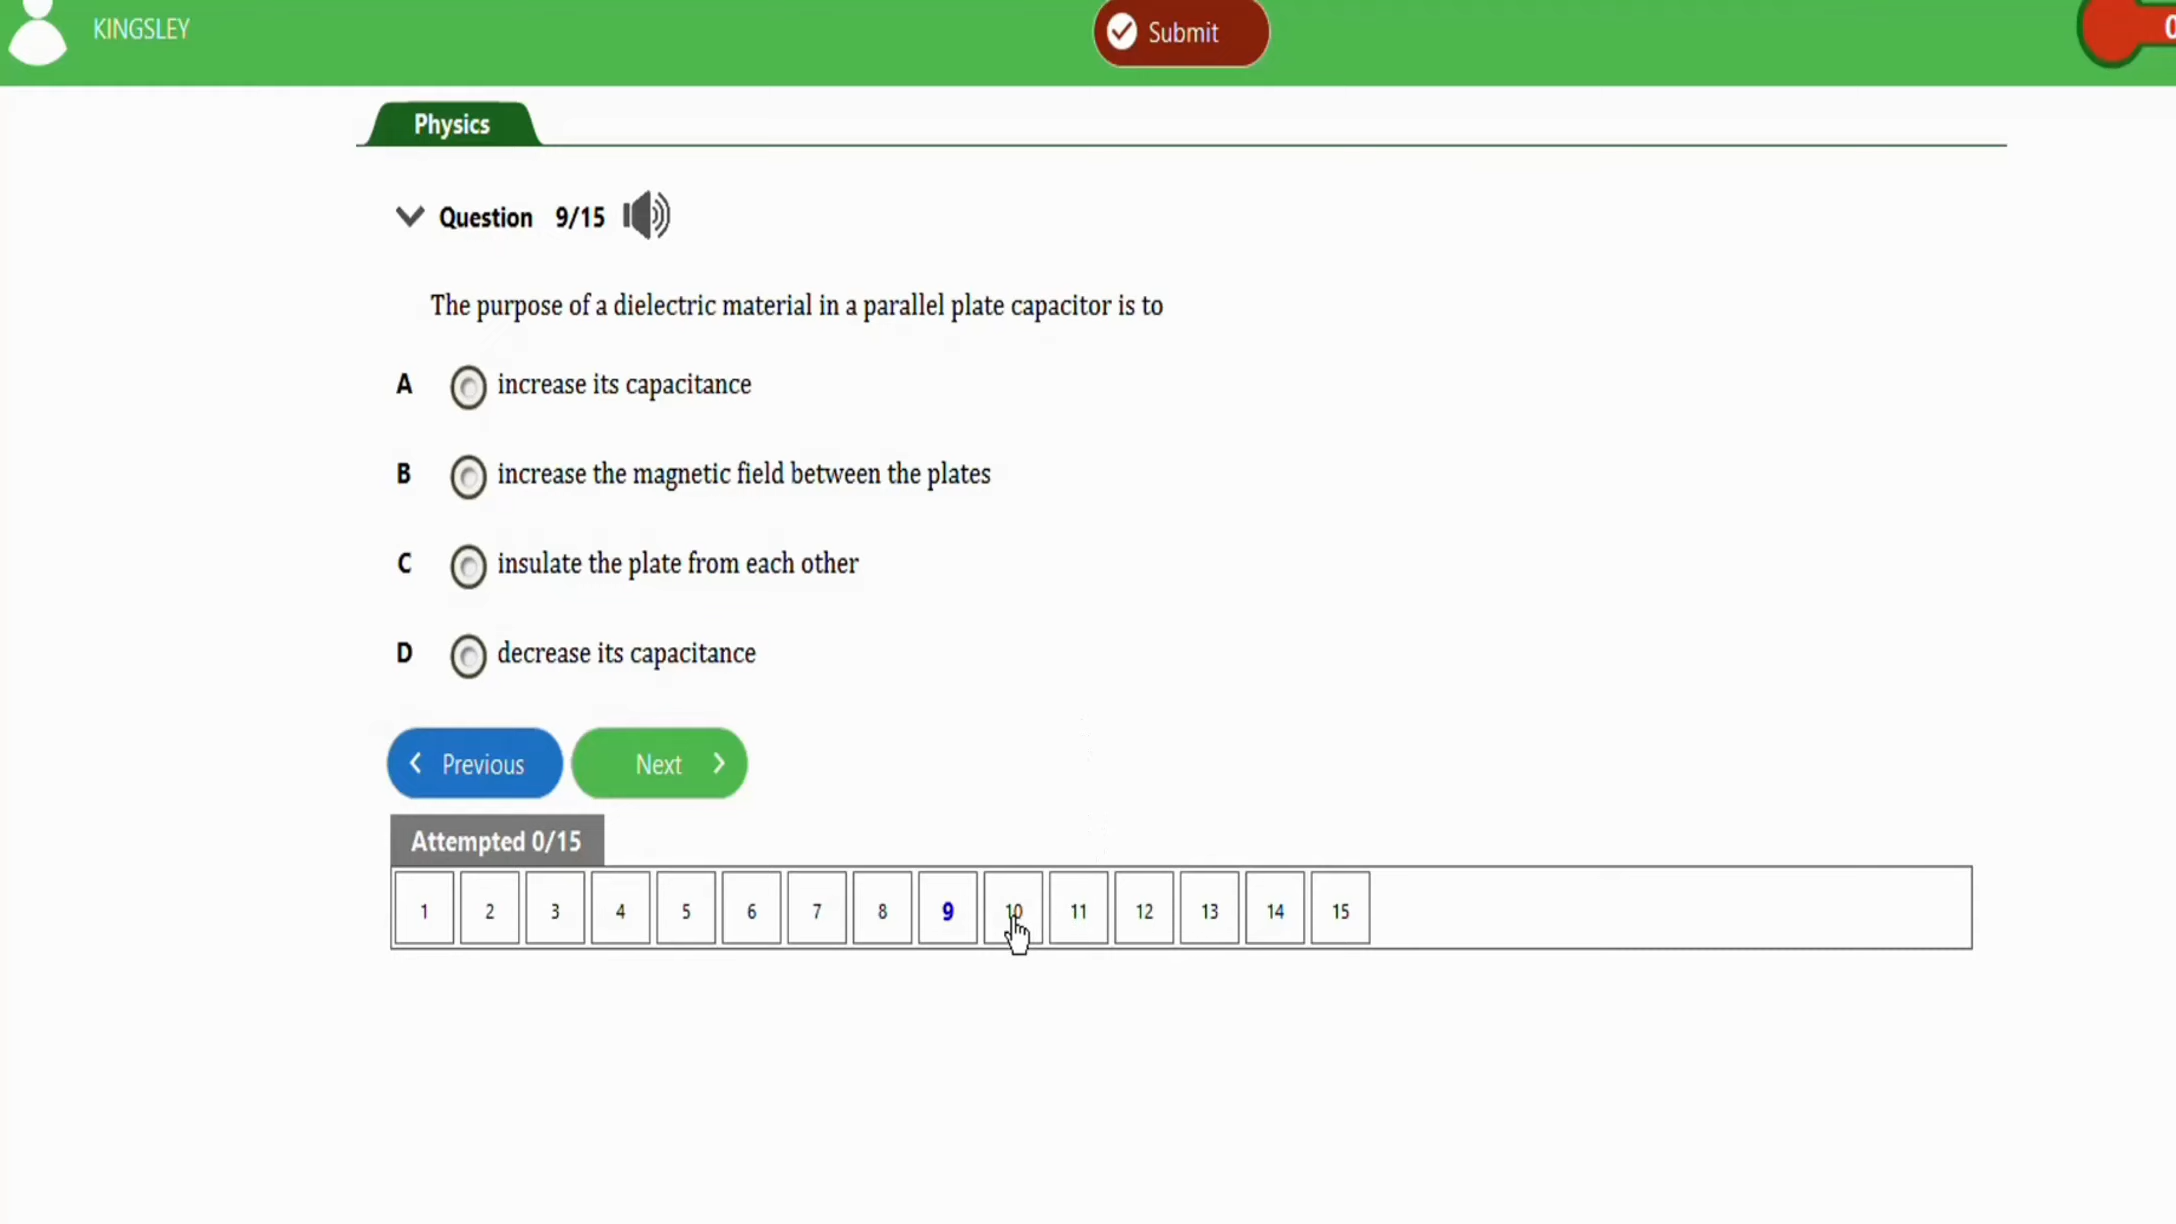 KINGSLEY
Submit
0
Physics
Question 9/15
The purpose of a dielectric material in a parallel plate capacitor is to
A increase its capacitance
B increase the magnetic field between the plates
C insulate the plate from each other
D decrease its capacitance
Previous
Next
Attempted 0/15
1 2 3 4 5 6 7 8 9 10 11 12 13 14 15